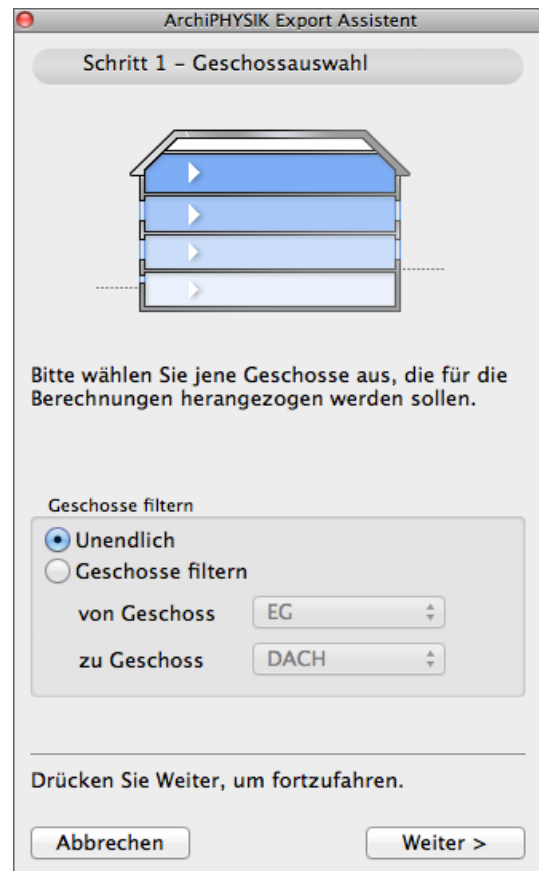 ArchiPHYSIK Export Assistent
Schritt 1 – Geschossauswahl
Bitte wählen Sie jene Geschosse aus, die für die
Berechnungen herangezogen werden sollen.
Geschosse filtern
Unendlich
Geschosse filtern
von Geschoss EG
zu Geschoss DACH
Drücken Sie Weiter, um fortzufahren.
Abbrechen Weiter >